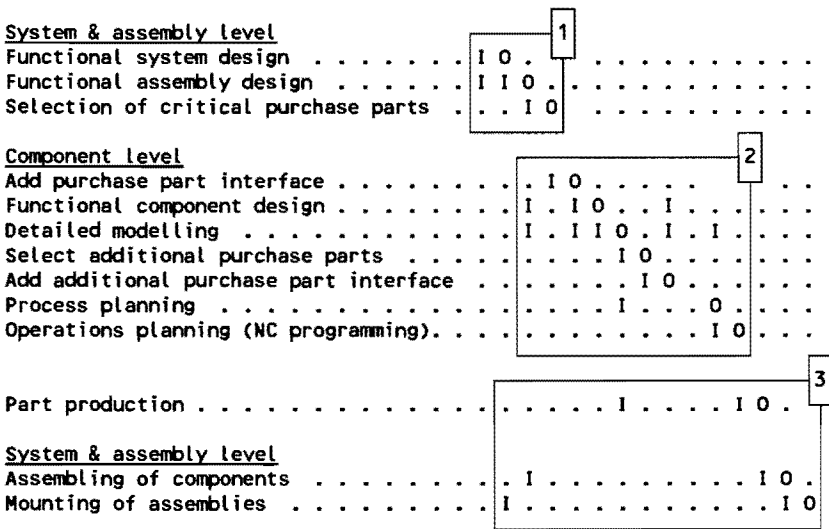 1
System & assembly level
Functional system design . . . . . . . I O . . . . . . . . . . . .
Functional assembly design . . . . . . I I O . . . . . . . . . . . .
Selection of critical purchase parts . . . I O . . . . . . . . . .
2
Component level
Add purchase part interface . . . . . . . . . I O . . . . . . .
Functional component design . . . . . . . . I . I O . . I . . . . . .
Detailed modelling . . . . . . . . . . . . I . I I O . I . I . . . .
Select additional purchase parts . . . . . . . . . I O . . . . . . .
Add additional purchase part interface . . . . . . . I O . . . . . .
Process planning . . . . . . . . . . . . . . . . . I . . . O . . . .
Operations planning (NC programming). . . . . . . . . . . . I O . . .
3
Part production . . . . . . . . . . . . . . . . . . I . . . . I O .
System & assembly level
Assembling of components . . . . . . . . . I . . . . . . . . . I O .
Mounting of assemblies . . . . . . . . . I . . . . . . . . . . . I O